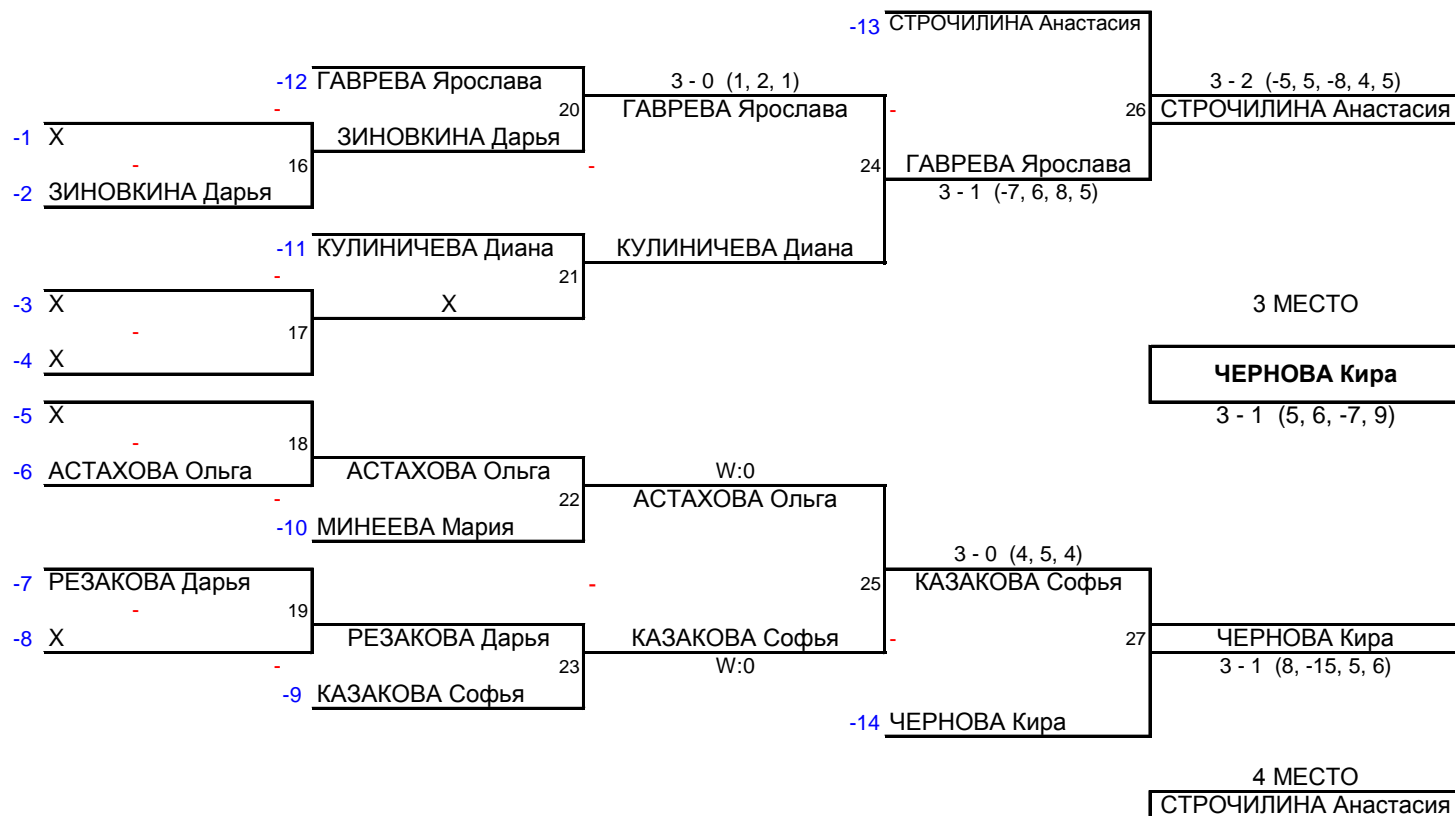 -13 СТРОЧИЛИНА Анастасия
-12 ГАВРЕВА Ярослава 3 - 0 (1, 2, 1) 3 - 2 (-5, 5, -8, 4, 5)
- 20 ГАВРЕВА Ярослава - 26 СТРОЧИЛИНА Анастасия
-1 X ЗИНОВКИНА Дарья
- 16 - 24 ГАВРЕВА Ярослава
-2 ЗИНОВКИНА Дарья 3 - 1 (-7, 6, 8, 5)
-11 КУЛИНИЧЕВА Диана КУЛИНИЧЕВА Диана
- 21
-3 X X 3 МЕСТО
- 17
-4 X ЧЕРНОВА Кира
-5 X 3 - 1 (5, 6, -7, 9)
- 18
-6 АСТАХОВА Ольга АСТАХОВА Ольга W:0
- 22 АСТАХОВА Ольга
-10 МИНЕЕВА Мария
3 - 0 (4, 5, 4)
-7 РЕЗАКОВА Дарья - 25 КАЗАКОВА Софья
- 19
-8 X РЕЗАКОВА Дарья КАЗАКОВА Софья - 27 ЧЕРНОВА Кира
- 23 W:0 3 - 1 (8, -15, 5, 6)
-9 КАЗАКОВА Софья
-14 ЧЕРНОВА Кира
4 МЕСТО
СТРОЧИЛИНА Анастасия